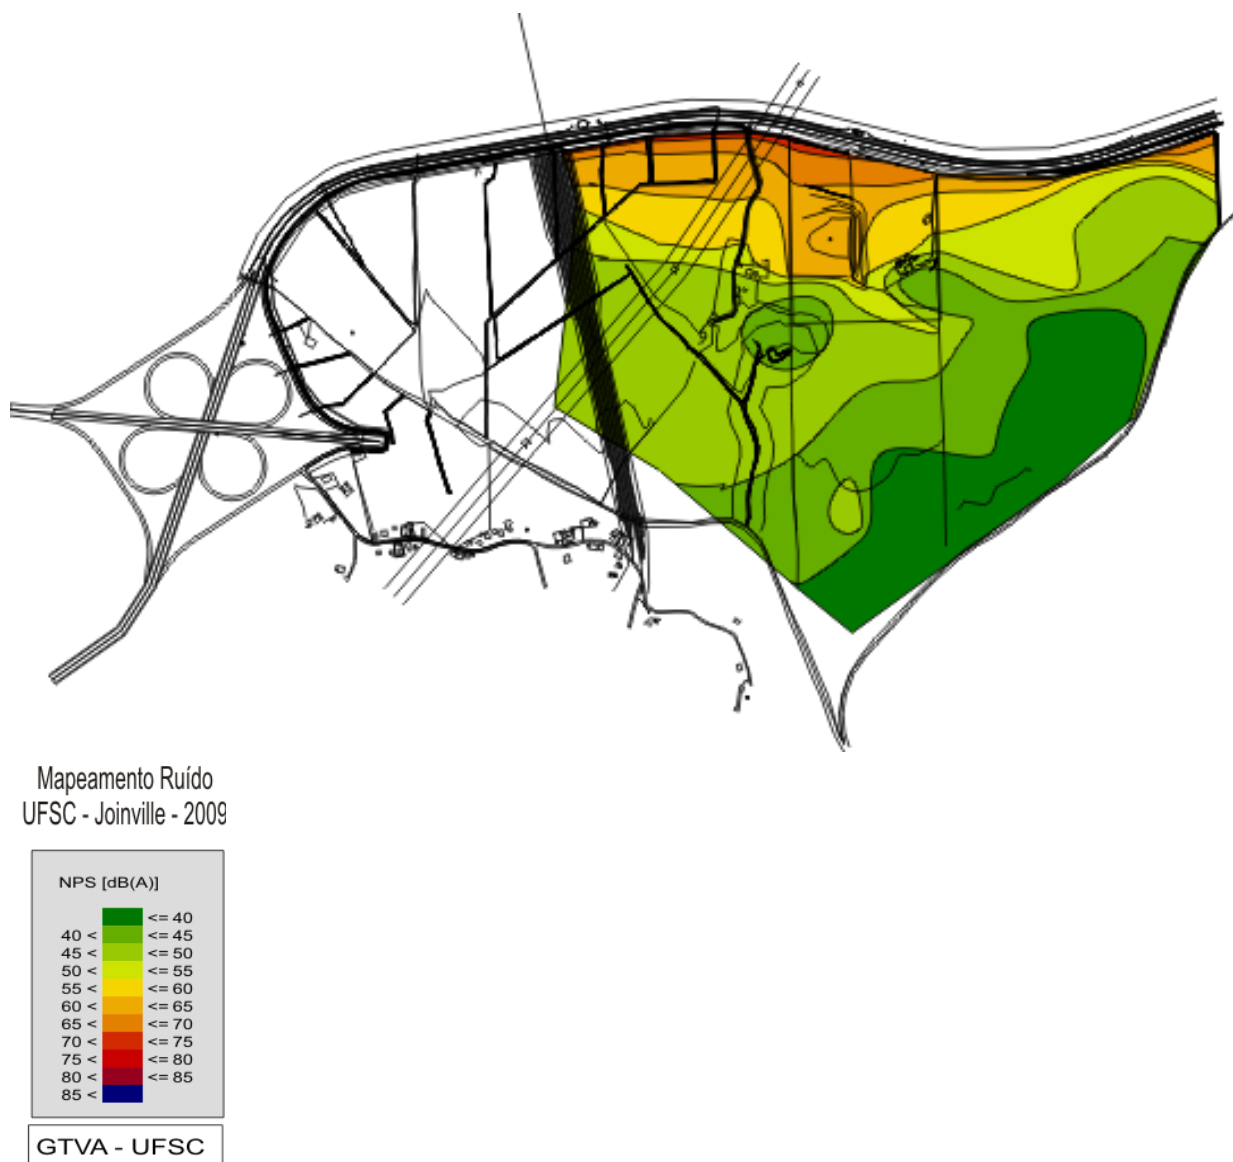 Mapeamento Ruído
UFSC - Joinville - 2009
NPS [dB(A)]
<= 40
40 < <= 45
45 < <= 50
50 < <= 55
55 < <= 60
60 < <= 65
65 < <= 70
70 < <= 75
75 < <= 80
80 < <= 85
85 <
GTVA - UFSC